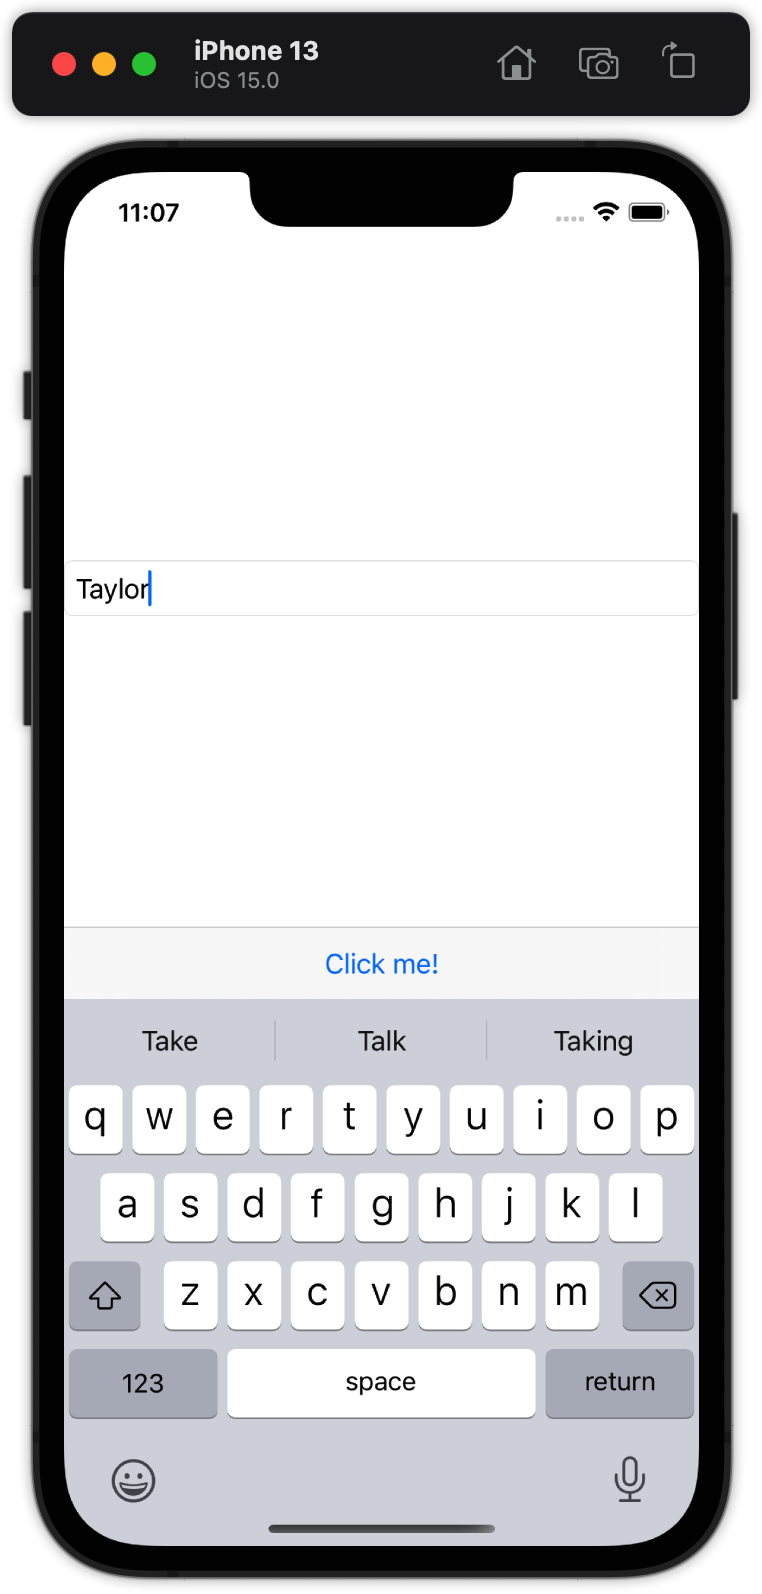 iPhone 13
iOS 15.0
11:07
Taylor
Click me!
Take Talk Taking
q w e r t y u i o p
a s d f g h j k l
z x c v b n m
123 space return